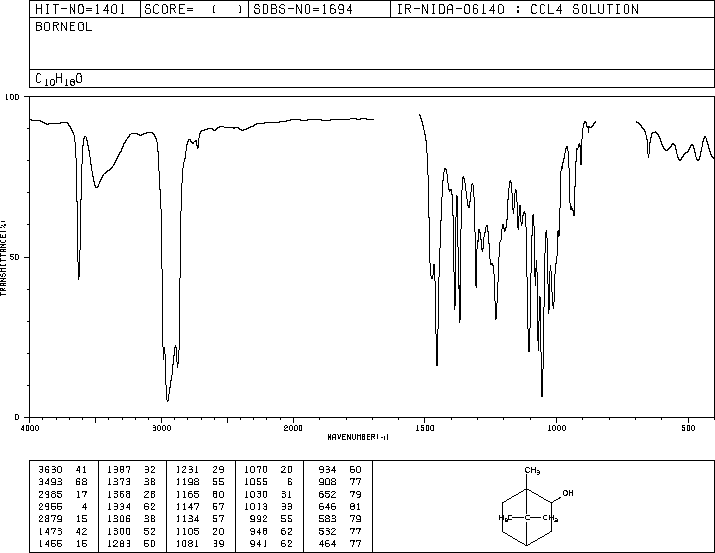 HIT-NO=1401 SCORE= ( ) SDBS-NO=1694 IR-NIDA-06140 : CCL4 SOLUTION
BORNEOL
C10H18O
100
50
0
TRANSMITTANCE(%)
4000 3000 2000 1500 1000 500
WAVENUMBER(-1)
3630 41 1387 32 1231 29 1070 20 934 60
3493 68 1373 38 1198 55 1055 6 908 77
2985 17 1368 28 1165 60 1030 31 652 79
2955 4 1334 62 1147 67 1013 33 646 81
2879 15 1306 38 1134 57 992 55 583 79
1473 42 1300 52 1105 20 948 62 532 77
1455 16 1283 50 1081 39 941 62 464 77
CH3
OH
H3C C CH3